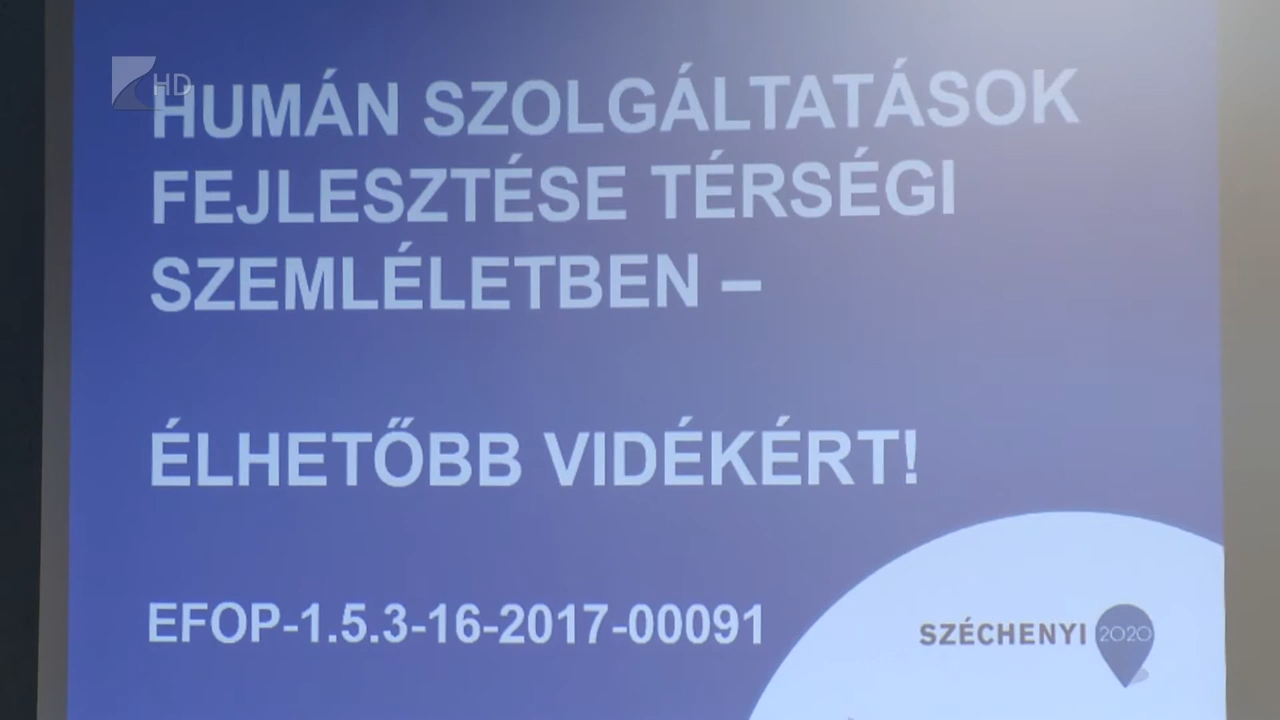 HD
HUMÁN SZOLGÁLTATÁSOK
FEJLESZTÉSE TÉRSÉGI
SZEMLÉLETBEN –
ÉLHETŐBB VIDÉKÉRT!
EFOP-1.5.3-16-2017-00091
SZÉCHENYI 2020